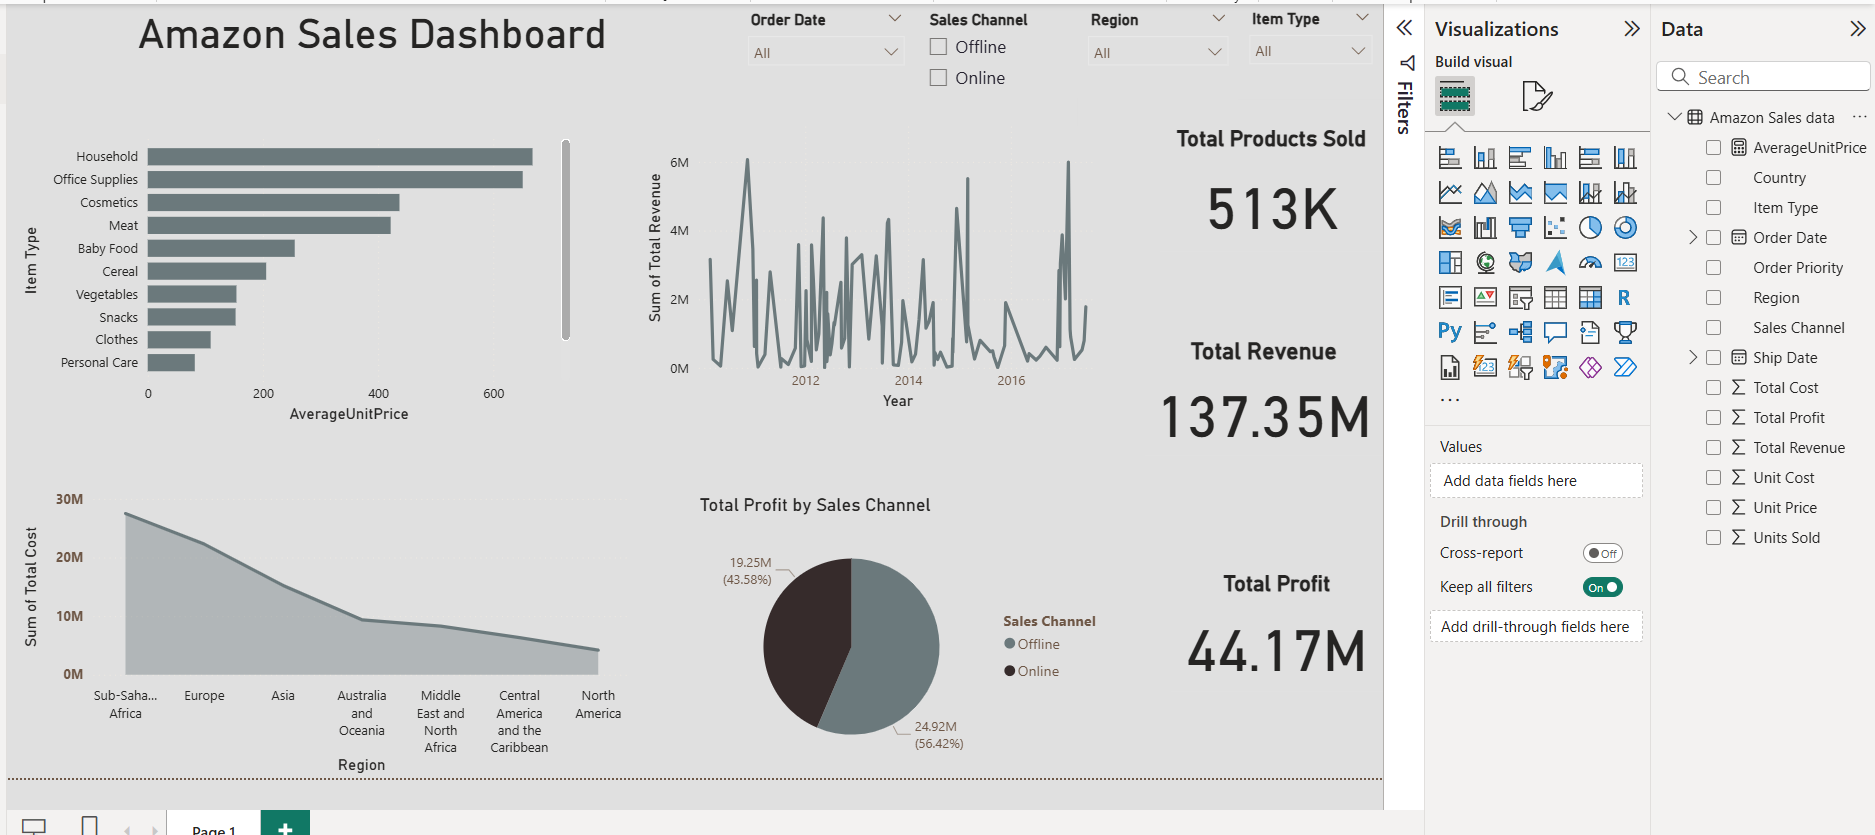 Amazon Sales Dashboard
Order Date
All
Sales Channel
Offline
Online
Region
All
Item Type
All
Item Type
Household
Office Supplies
Cosmetics
Meat
Baby Food
Cereal
Vegetables
Snacks
Clothes
Personal Care
0
200
400
600
AverageUnitPrice
Sum of Total Revenue
6M
4M
2M
0M
2012
2014
2016
Year
Total Products Sold
513K
Total Revenue
137.35M
Sum of Total Cost
30M
20M
10M
0M
Sub-Saha...
Africa
Europe
Asia
Australia
and
Oceania
Middle
East and
North
Africa
Central
America
and the
Caribbean
North
America
Region
Total Profit by Sales Channel
19.25M
(43.58%)
24.92M
(56.42%)
Sales Channel
Offline
Online
Total Profit
44.17M
Page 1
Filters
Visualizations
Build visual
123
R
Py
123
...
Values
Add data fields here
Drill through
Cross-report
Off
Keep all filters
On
Add drill-through fields here
Data
Search
Amazon Sales data
...
AverageUnitPrice
Country
Item Type
Order Date
Order Priority
Region
Sales Channel
Ship Date
Total Cost
Total Profit
Total Revenue
Unit Cost
Unit Price
Units Sold